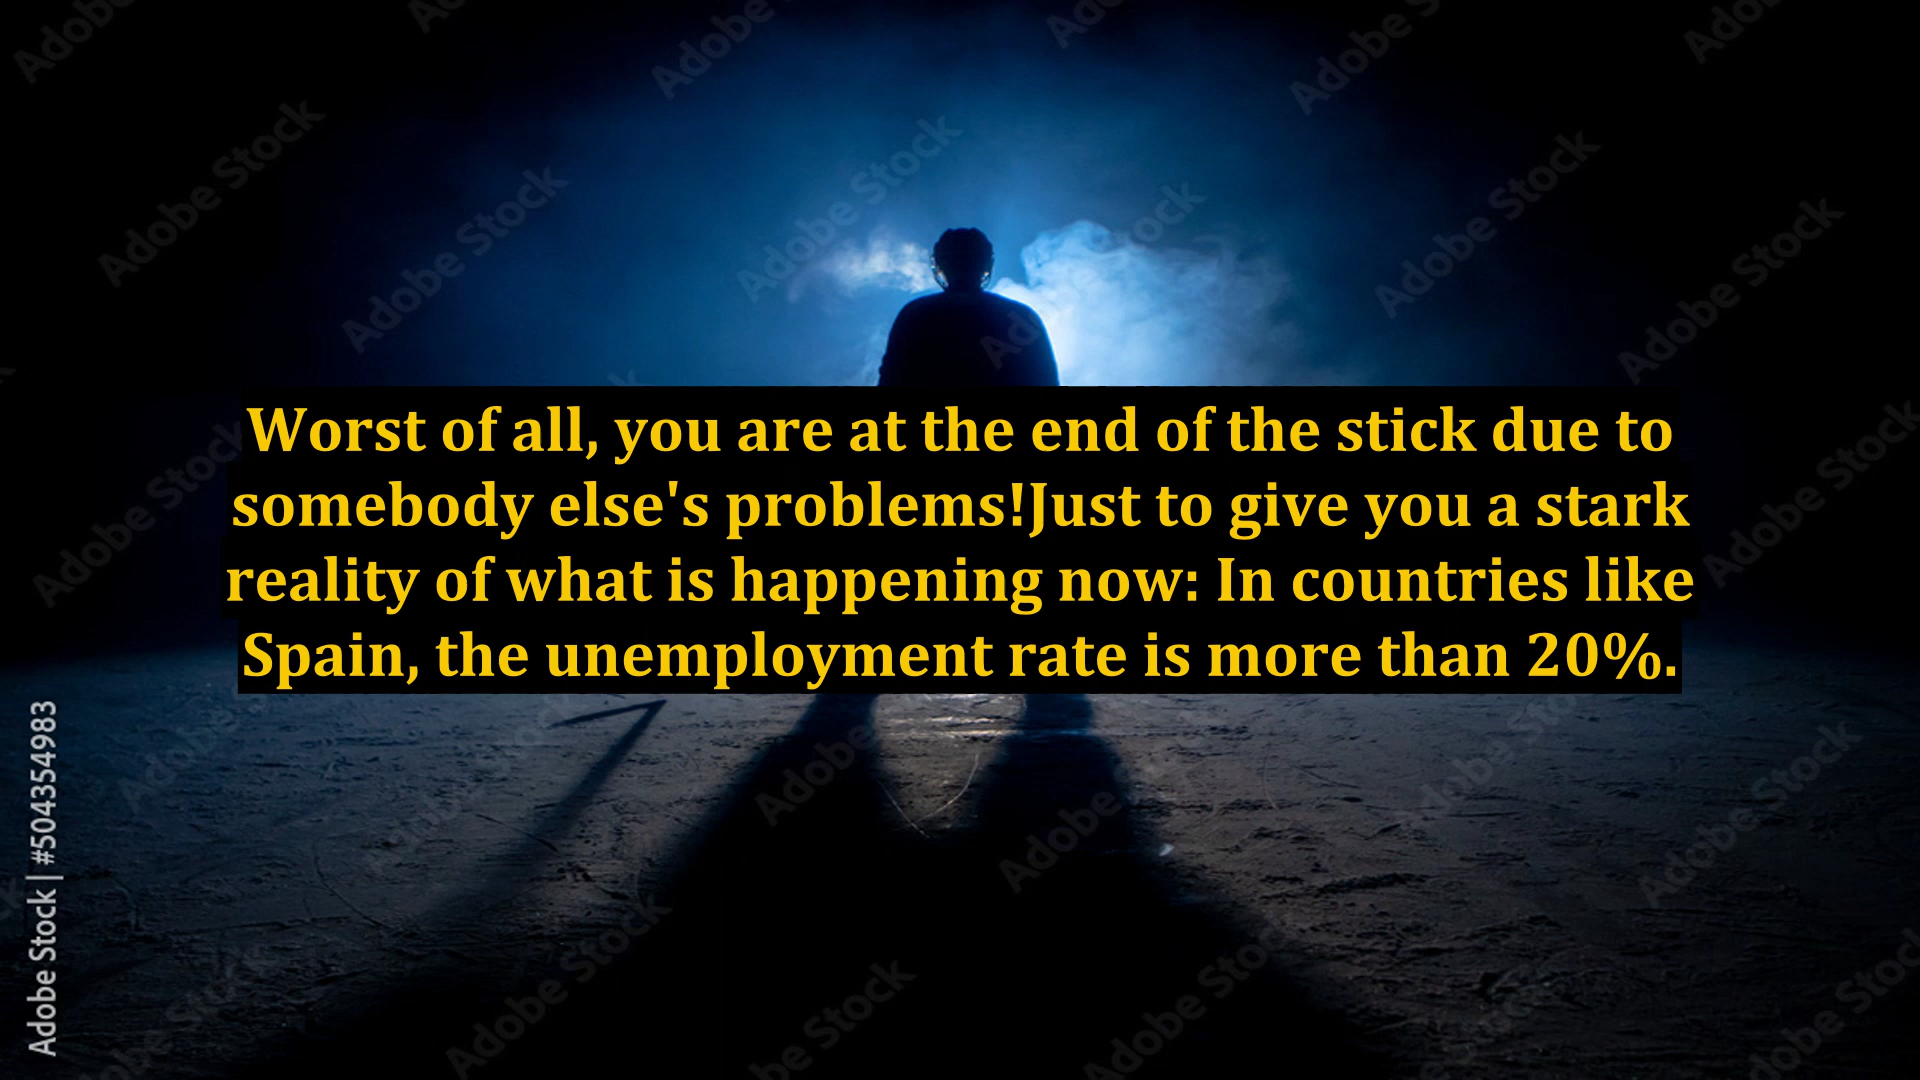 Worst of all, you are at the end of the stick due to
somebody else's problems!Just to give you a stark
reality of what is happening now: In countries like
Spain, the unemployment rate is more than 20%.
Adobe Stock | #504354983
Adobe Stock